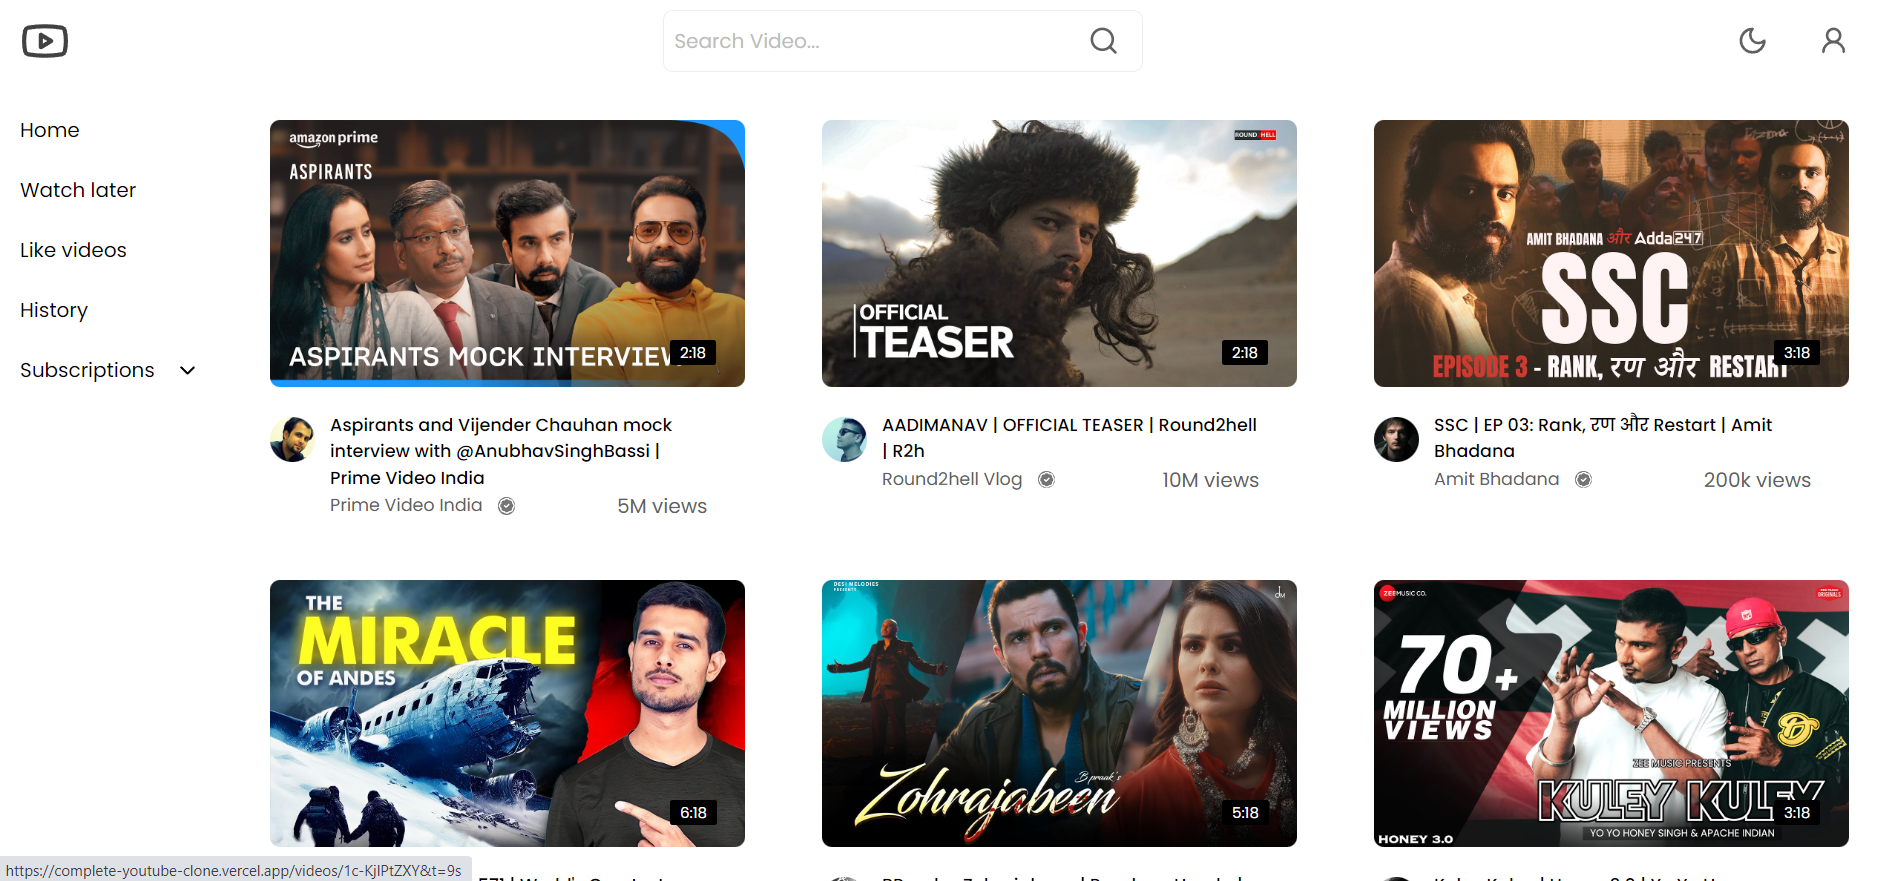 Search Video...
Home
Watch later
Like videos
History
Subscriptions
amazon prime
ASPIRANTS
ASPIRANTS MOCK INTERVIEW
2:18
ROUND 2 HELL
OFFICIAL
TEASER
2:18
AMIT BHADANA और Adda247
SSC
EPISODE 3 - RANK, रण और RESTART
3:18
Aspirants and Vijender Chauhan mock
interview with @AnubhavSinghBassi |
Prime Video India
Prime Video India
5M views
AADIMANAV | OFFICIAL TEASER | Round2hell
| R2h
Round2hell Vlog
10M views
SSC | EP 03: Rank, रण और Restart | Amit
Bhadana
Amit Bhadana
200k views
THE
MIRACLE
OF ANDES
6:18
DESI MELODIES
PRESENTS
DM
B praak's
Zohrajabeen
5:18
ZEE MUSIC CO.
ORIGINALS
70+
MILLION
VIEWS
ZEE MUSIC PRESENTS
KULEY KULEY
3:18
YO YO HONEY SINGH & APACHE INDIAN
HONEY 3.0
https://complete-youtube-clone.vercel.app/videos/1c-KjlPtZXY&t=9s